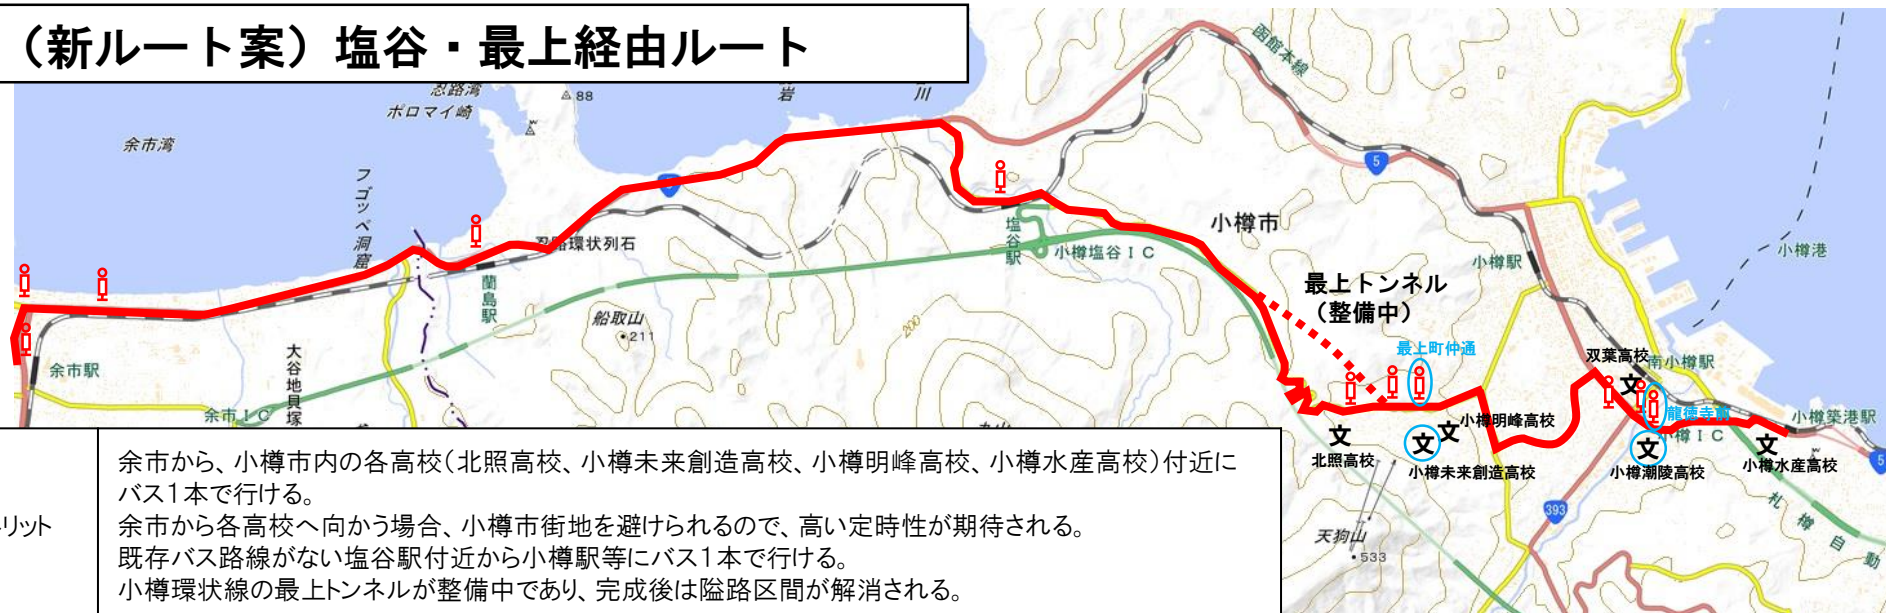 （新ルート案）塩谷・最上経由ルート
忍路湾
ポロマイ崎
88
岩
川
函館本線
余市湾
5
フゴッペ洞窟
小樽市
塩谷駅
小樽塩谷ＩＣ
小樽駅
小樽港
忍路環状列石
蘭島駅
最上トンネル
（整備中）
船取山
211
200
最上町仲通
双葉高校
南小樽駅
余市駅
大谷地貝塚
余市ＩＣ
龍徳寺前
小樽築港駅
小樽明峰高校
小樽ＩＣ
文
文
文
文
文
文
北照高校
小樽未来創造高校
小樽潮陵高校
小樽水産高校
5
393
札樽自動
天狗山
533
リット
余市から、小樽市内の各高校（北照高校、小樽未来創造高校、小樽明峰高校、小樽水産高校）付近に
バス１本で行ける。
余市から各高校へ向かう場合、小樽市街地を避けられるので、高い定時性が期待される。
既存バス路線がない塩谷駅付近から小樽駅等にバス１本で行ける。
小樽環状線の最上トンネルが整備中であり、完成後は隘路区間が解消される。